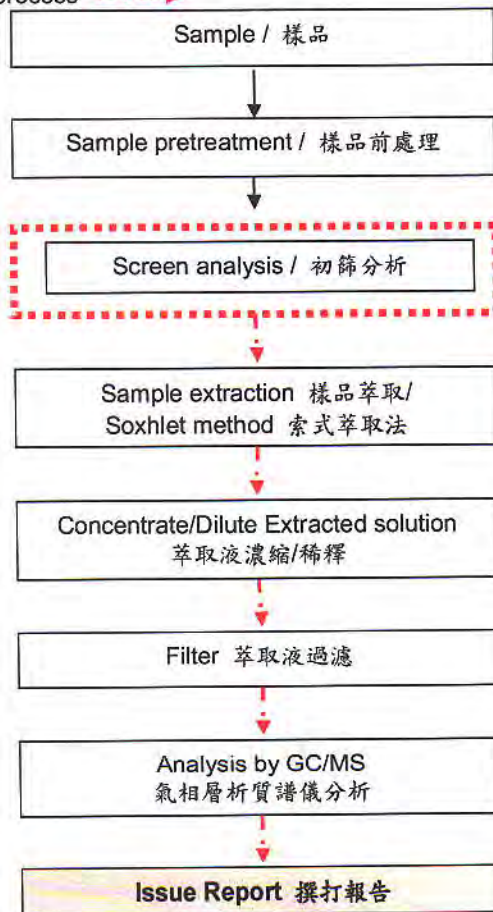 process
Sample / 樣品
Sample pretreatment / 樣品前處理
Screen analysis / 初篩分析
Sample extraction 樣品萃取/
Soxhlet method 索式萃取法
Concentrate/Dilute Extracted solution
萃取液濃縮/稀釋
Filter 萃取液過濾
Analysis by GC/MS
氣相層析質譜儀分析
Issue Report 撰打報告